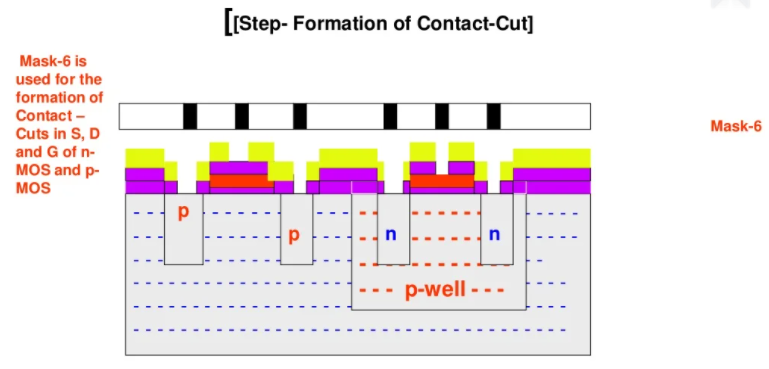 [[Step- Formation of Contact-Cut]
Mask-6 is
used for the
formation of
Contact –
Cuts in S, D
and G of n-
MOS and p-
MOS
Mask-6
p
p
n
n
p-well